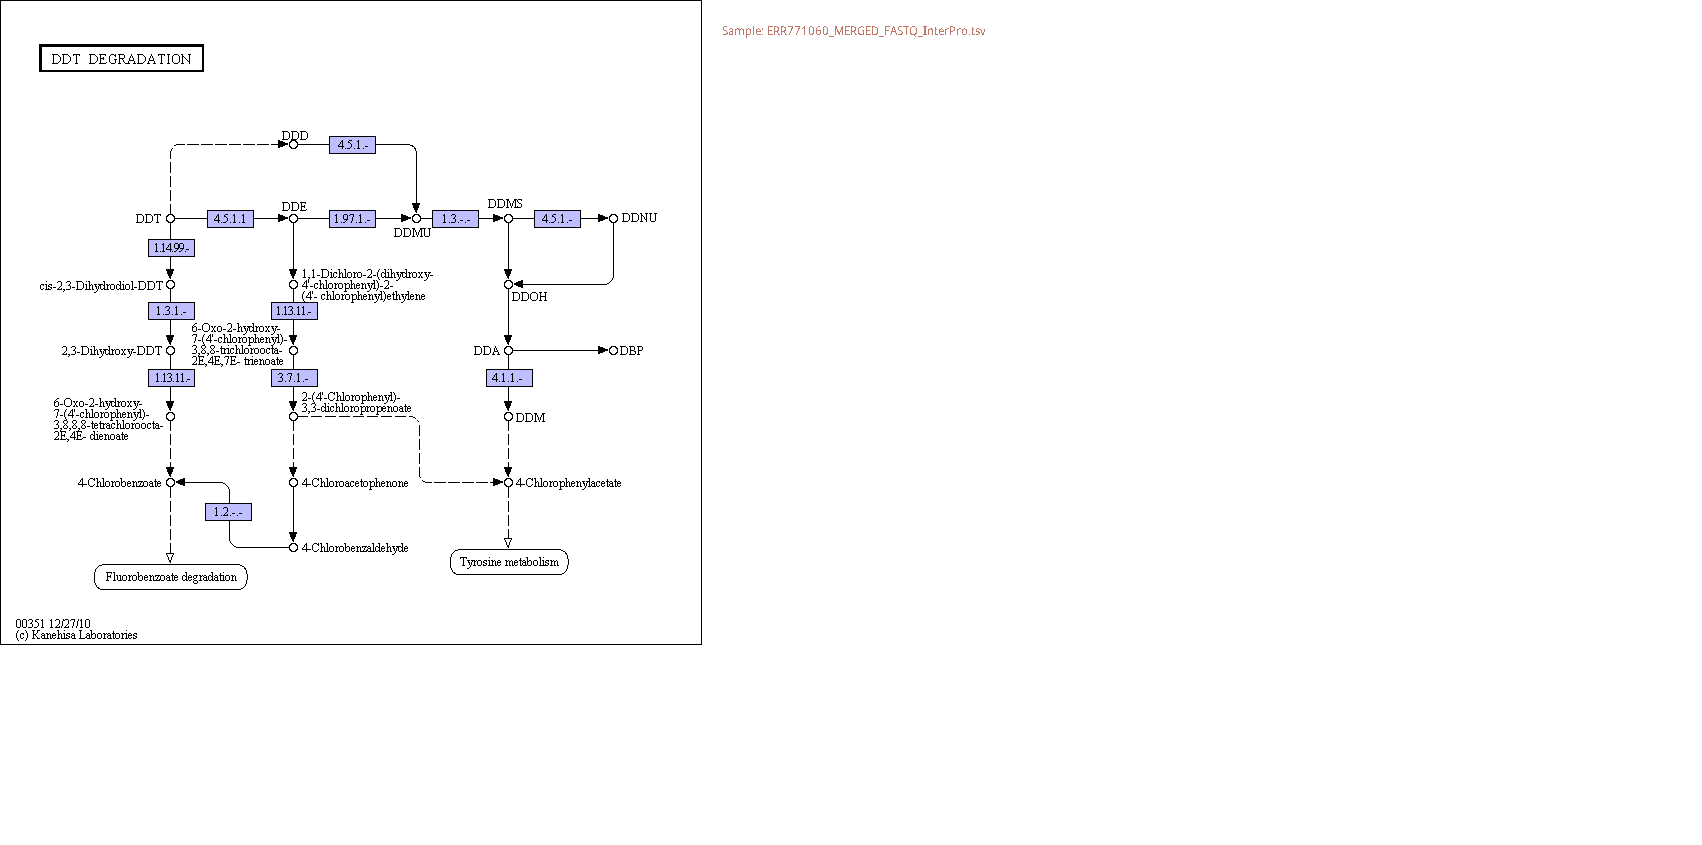 Sample: ERR771060_MERGED_FASTQ_InterPro.tsv
DDT DEGRADATION
DDD
4.5.1.-
DDT
4.5.1.1
DDE
1.97.1.-
DDMU
1.3.-.-
DDMS
4.5.1.-
DDNU
1.14.99.-
cis-2,3-Dihydrodiol-DDT
1,1-Dichloro-2-(dihydroxy-
4'-chlorophenyl)-2-
(4'- chlorophenyl)ethylene
DDOH
1.3.1.-
1.13.11.-
6-Oxo-2-hydroxy-
7-(4'-chlorophenyl)-
3,8,8-trichloroocta-
2E,4E,7E- trienoate
2,3-Dihydroxy-DDT
DDA
DBP
1.13.11.-
3.7.1.-
4.1.1.-
6-Oxo-2-hydroxy-
7-(4'-chlorophenyl)-
3,8,8,8-tetrachloroocta-
2E,4E- dienoate
2-(4'-Chlorophenyl)-
3,3-dichloropropenoate
DDM
4-Chlorobenzoate
4-Chloroacetophenone
4-Chlorophenylacetate
1.2.-.-
4-Chlorobenzaldehyde
Tyrosine metabolism
Fluorobenzoate degradation
00351 12/27/10
(c) Kanehisa Laboratories